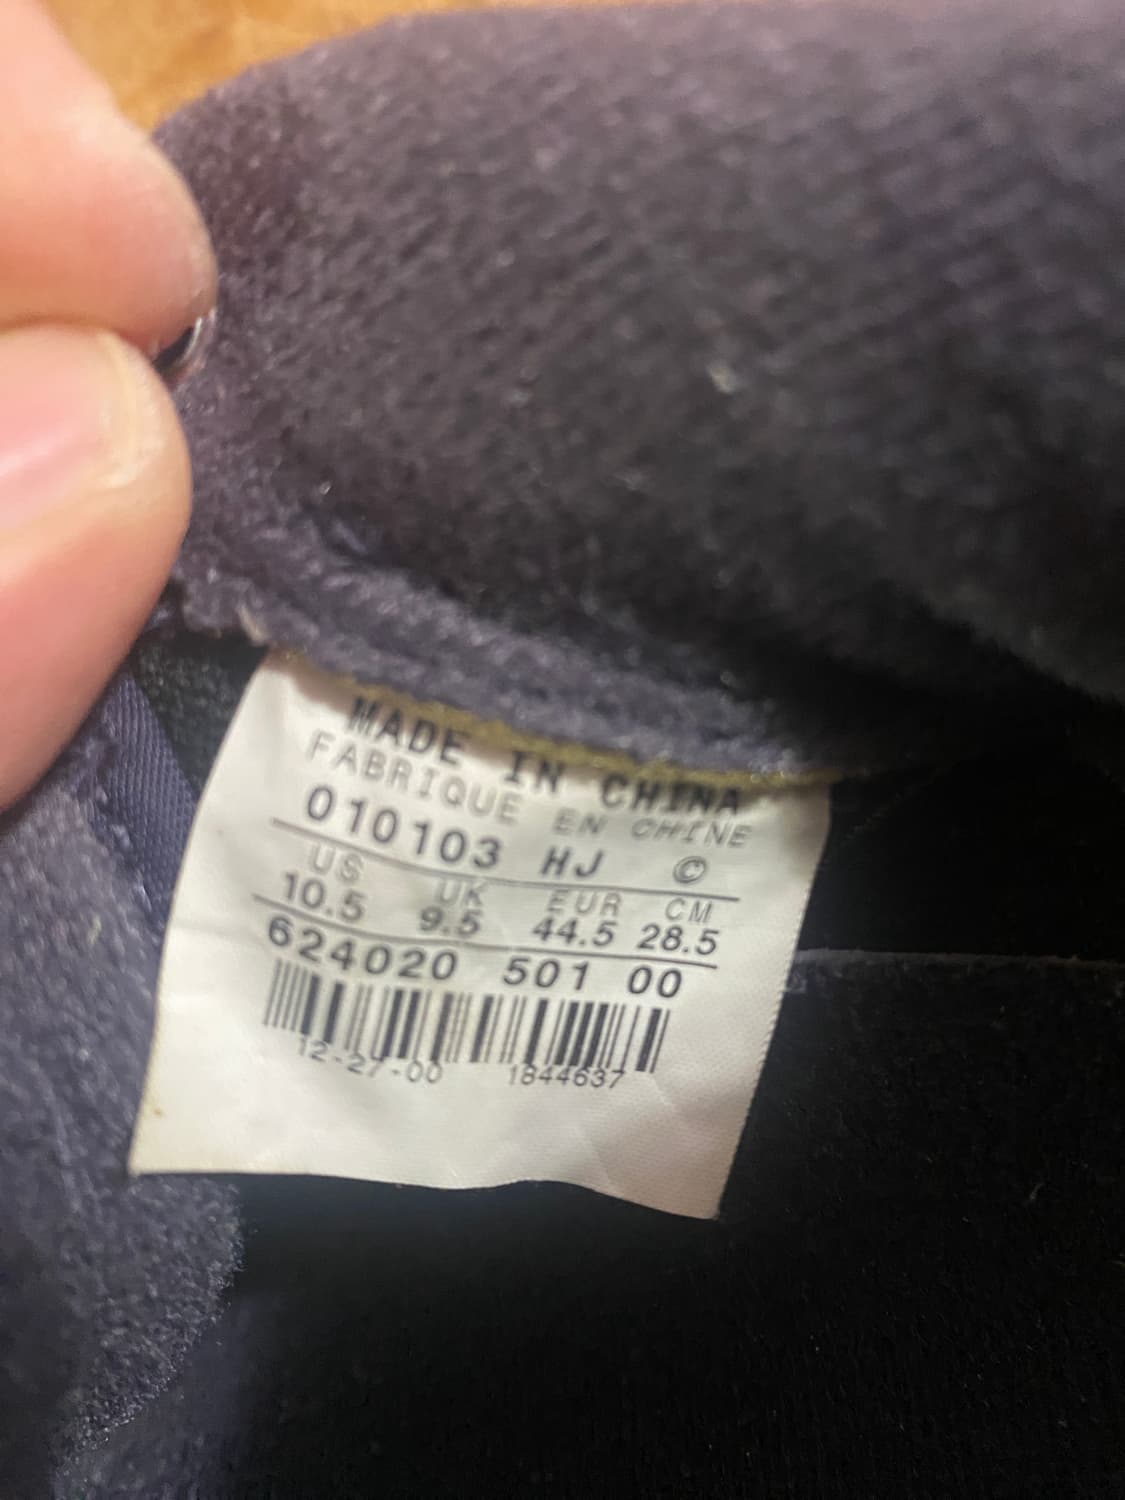 MADE IN CHINA
FABRIQUE EN CHINE
010103 HJ ©
US UK EUR CM
10.5 9.5 44.5 28.5
624020 501 00
12-27-00 1844637